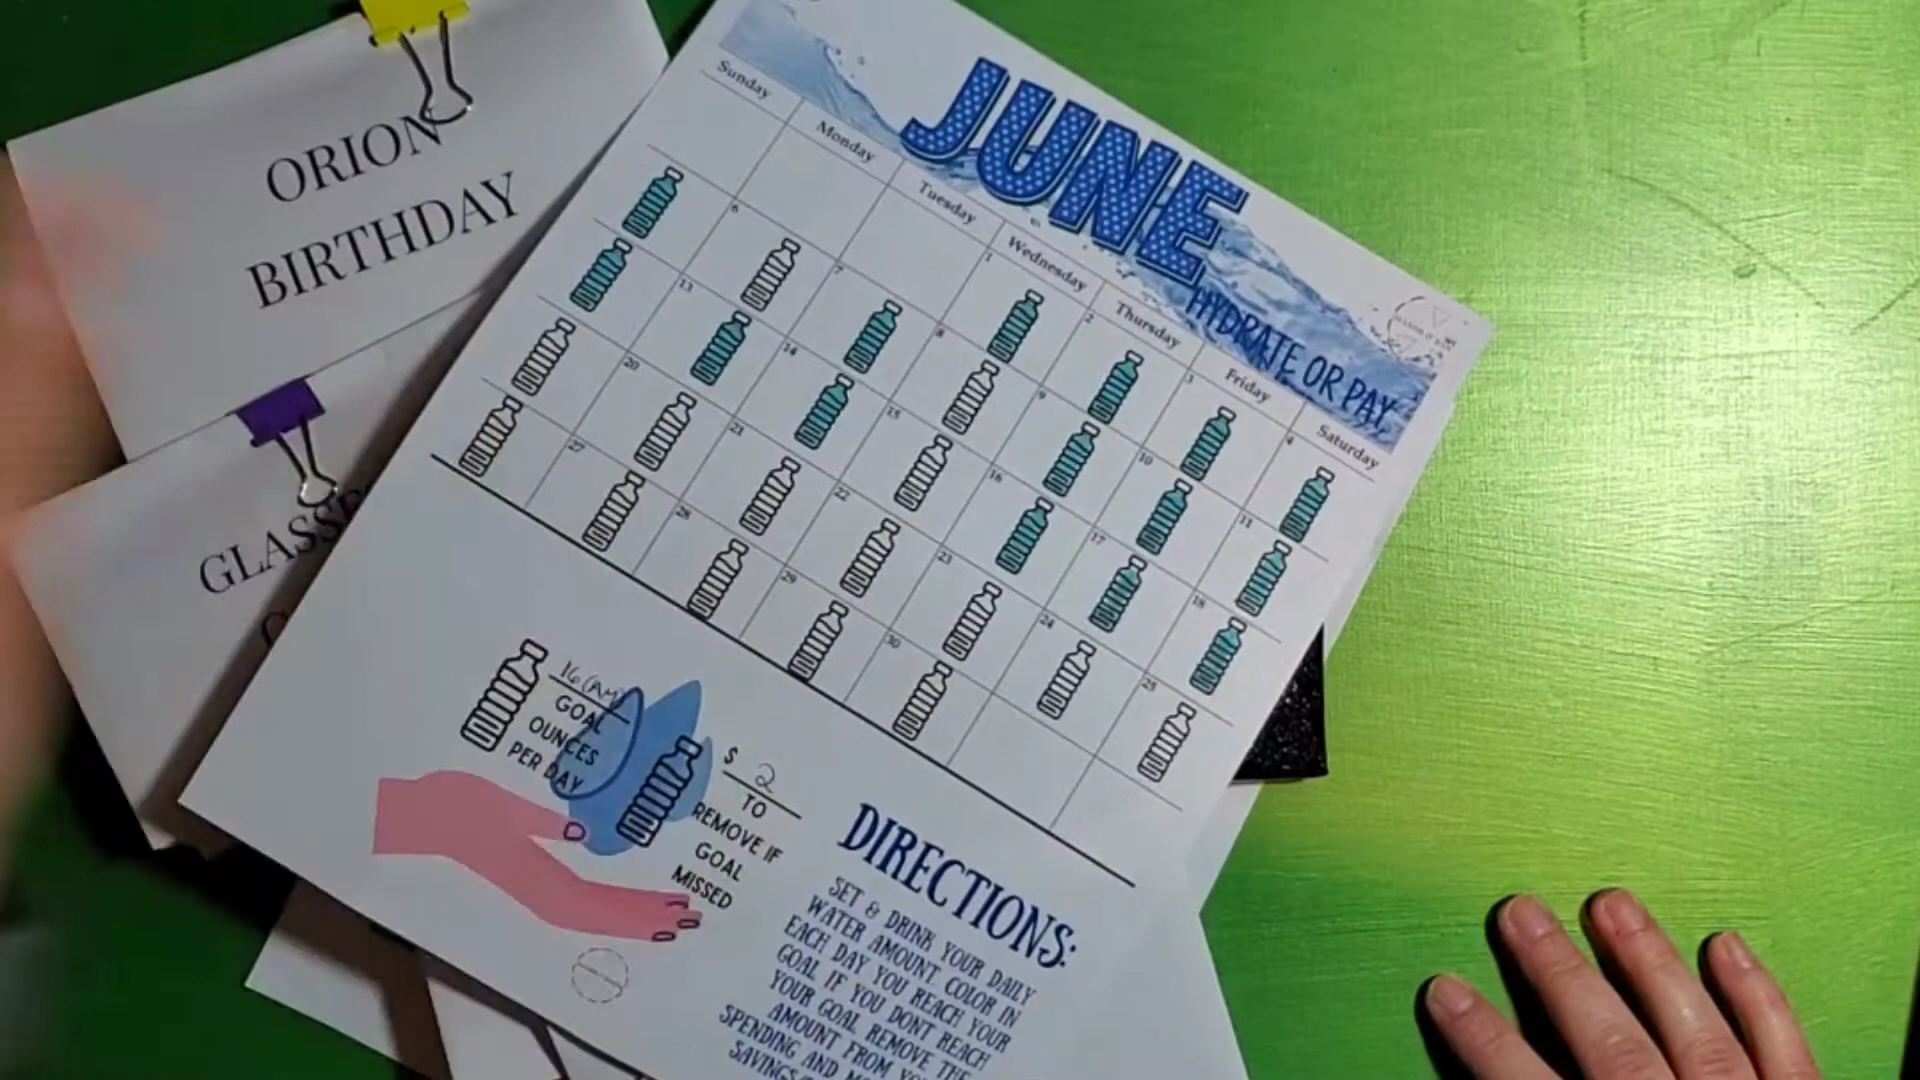 ORION
BIRTHDAY
JUNE
HYDRATE OR PAY
Sunday Monday Tuesday Wednesday Thursday Friday Saturday
1 2 3 4
6 7 8 9 10 11
13 14 15 16 17 18
20 21 22 23 24 25
27 28 29 30
16 (AM)
GOAL
OUNCES
PER DAY
$ 2
TO
REMOVE IF
GOAL
MISSED
DIRECTIONS:
SET & DRINK YOUR DAILY
WATER AMOUNT. COLOR IN
EACH DAY YOU REACH YOUR
GOAL IF YOU DONT REACH
YOUR GOAL REMOVE THE
AMOUNT FROM
SPENDING AND